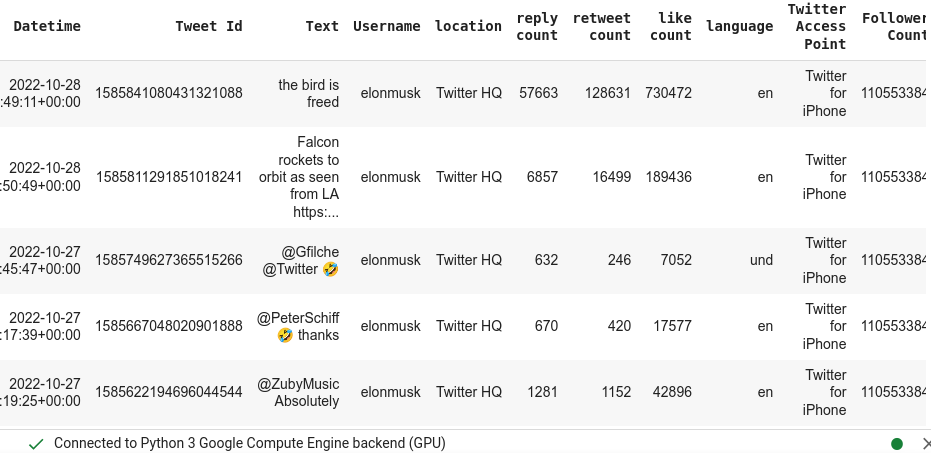 Datetime Tweet Id Text Username location reply count retweet count like count language Twitter Access Point Follower Count
2022-10-28 :49:11+00:00 1585841080431321088 the bird is freed elonmusk Twitter HQ 57663 128631 730472 en Twitter for iPhone 110553384
2022-10-28 :50:49+00:00 1585811291851018241 Falcon rockets to orbit as seen from LA https:... elonmusk Twitter HQ 6857 16499 189436 en Twitter for iPhone 110553384
2022-10-27 :45:47+00:00 1585749627365515266 @Gfilche @Twitter 🤣 elonmusk Twitter HQ 632 246 7052 und Twitter for iPhone 110553384
2022-10-27 :17:39+00:00 1585667048020901888 @PeterSchiff 🤣 thanks elonmusk Twitter HQ 670 420 17577 en Twitter for iPhone 110553384
2022-10-27 :19:25+00:00 1585622194696044544 @ZubyMusic Absolutely elonmusk Twitter HQ 1281 1152 42896 en Twitter for iPhone 110553384
Connected to Python 3 Google Compute Engine backend (GPU)